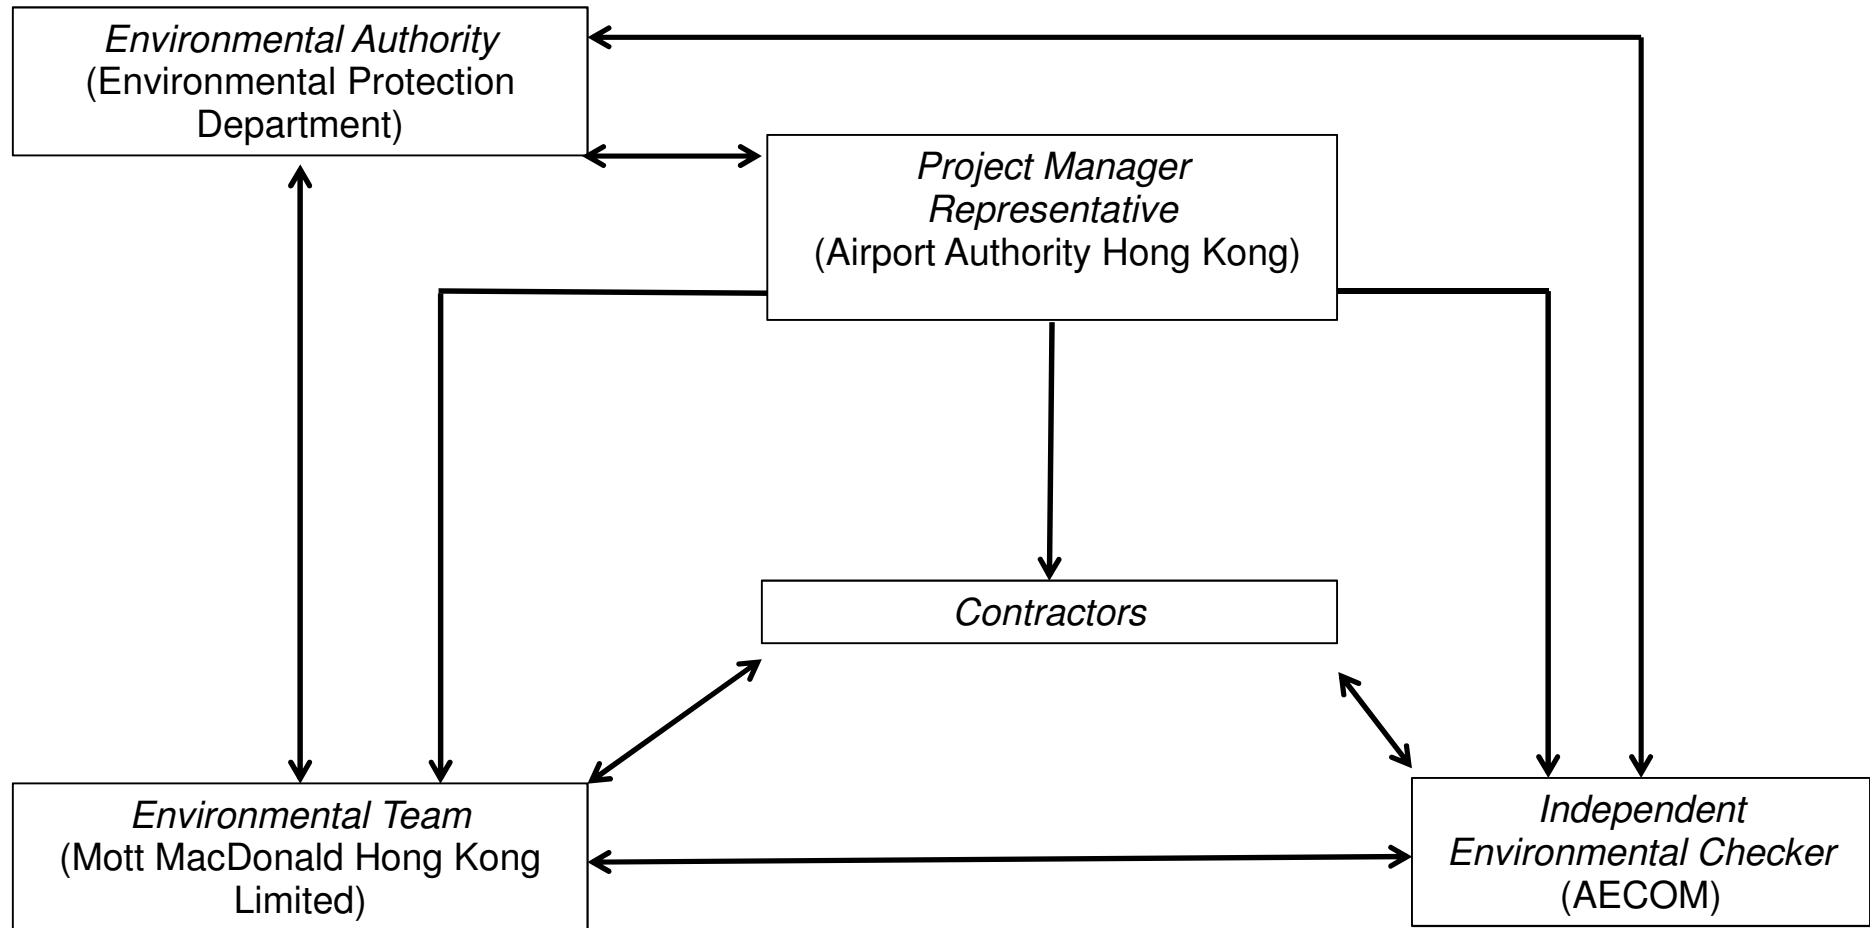 Environmental Authority
(Environmental Protection
Department)
Project Manager
Representative
(Airport Authority Hong Kong)
Contractors
Environmental Team
(Mott MacDonald Hong Kong
Limited)
Independent
Environmental Checker
(AECOM)